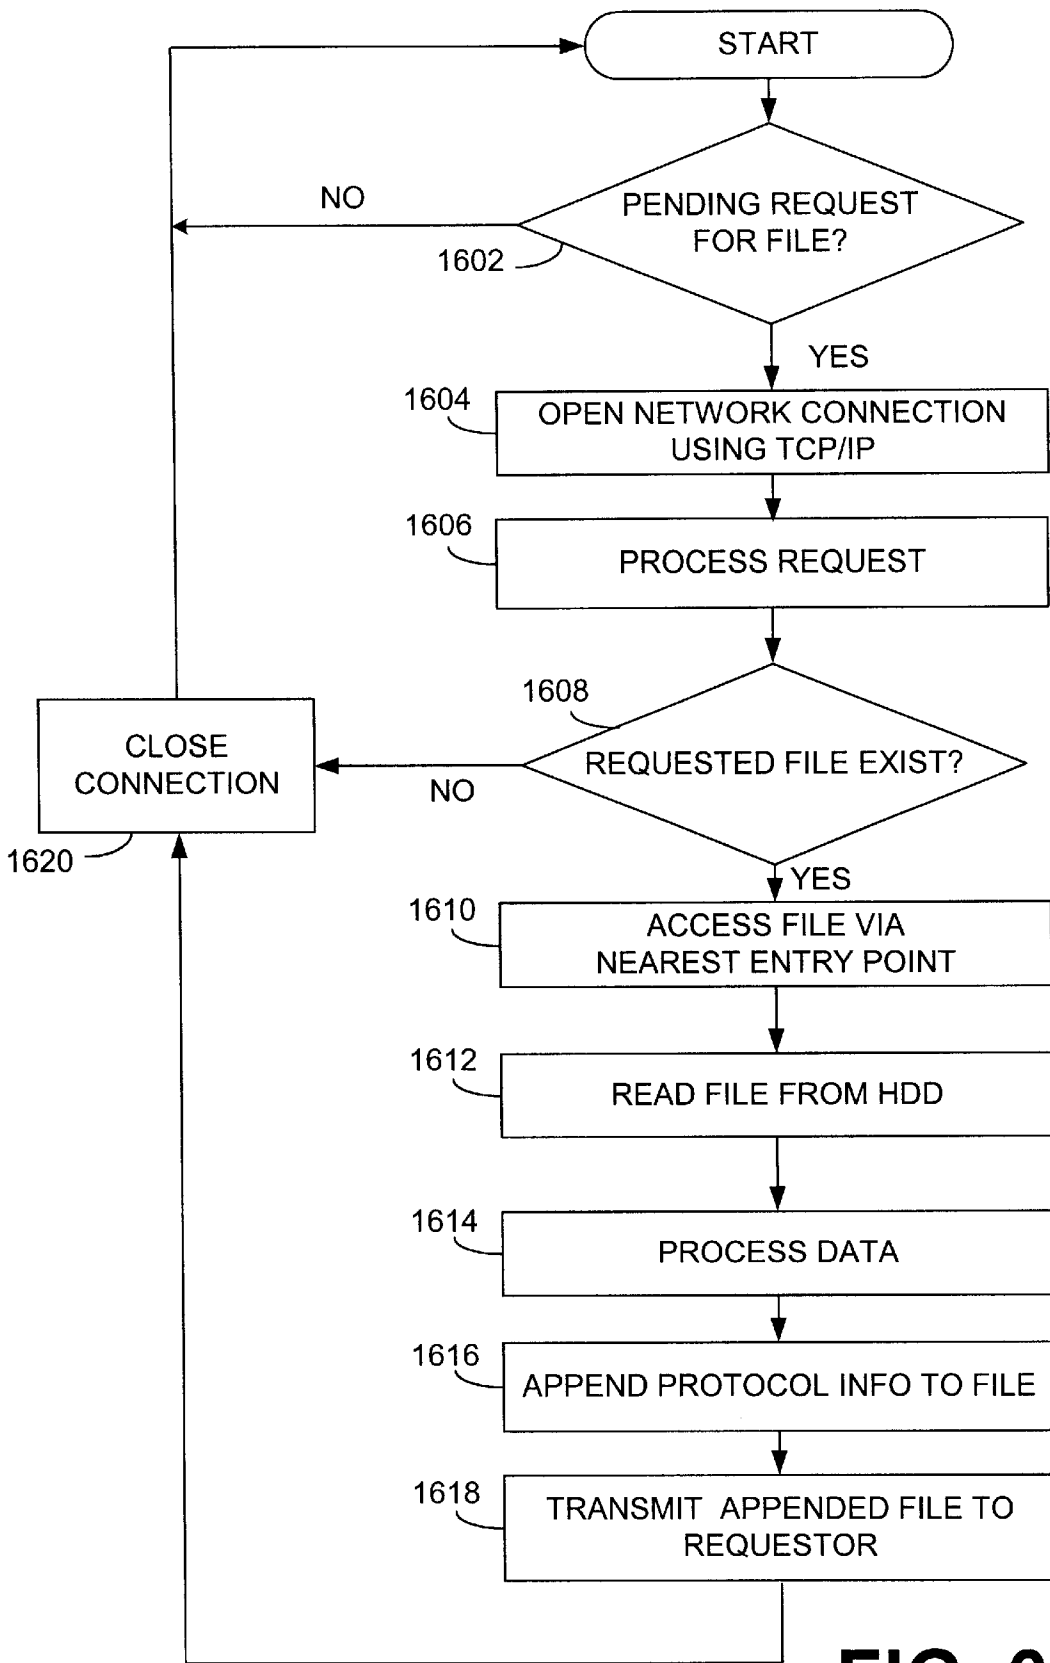 START
NO
PENDING REQUEST
FOR FILE?
1602
YES
1604
OPEN NETWORK CONNECTION
USING TCP/IP
1606
PROCESS REQUEST
1608
REQUESTED FILE EXIST?
NO
CLOSE
CONNECTION
1620
YES
1610
ACCESS FILE VIA
NEAREST ENTRY POINT
1612
READ FILE FROM HDD
1614
PROCESS DATA
1616
APPEND PROTOCOL INFO TO FILE
1618
TRANSMIT APPENDED FILE TO
REQUESTOR
FIG.